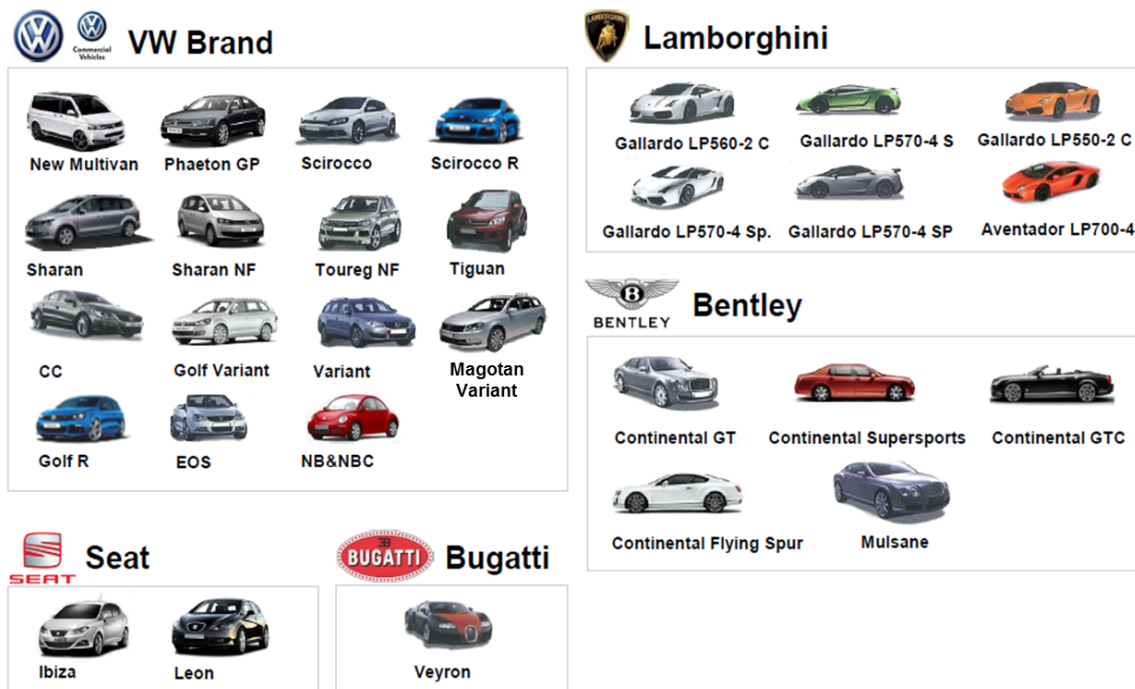 Commercial
Vehicles
VW Brand
New Multivan
Phaeton GP
Scirocco
Scirocco R
Sharan
Sharan NF
Toureg NF
Tiguan
CC
Golf Variant
Variant
Magotan
Variant
Golf R
EOS
NB&NBC
LAMBORGHINI
Lamborghini
Gallardo LP560-2 C
Gallardo LP570-4 S
Gallardo LP550-2 C
Gallardo LP570-4 Sp.
Gallardo LP570-4 SP
Aventador LP700-4
B
BENTLEY
Bentley
Continental GT
Continental Supersports
Continental GTC
Continental Flying Spur
Mulsane
SEAT
Seat
Ibiza
Leon
BUGATTI
Bugatti
Veyron